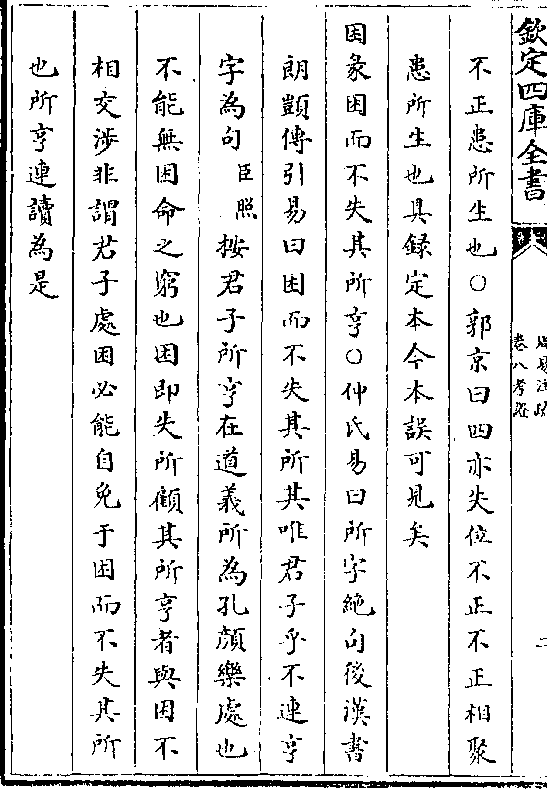 欽定四庫全書
周易注疏
卷八考證
二
不正患所生也○郭京曰四亦失位不正不正相聚
患所生也具録定本今本誤可見矣
困彖困而不失其所亨○仲氏易曰所字絶句後漢書
朗顗傳引易曰困而不失其所其唯君子乎不連亨
字為句臣照按君子所亨在道義所為孔顔樂處也
不能無困命之窮也困即失所顧其所亨者與困不
相交渉非謂君子處困必能自免于困而不失其所
也所亨連讀為是